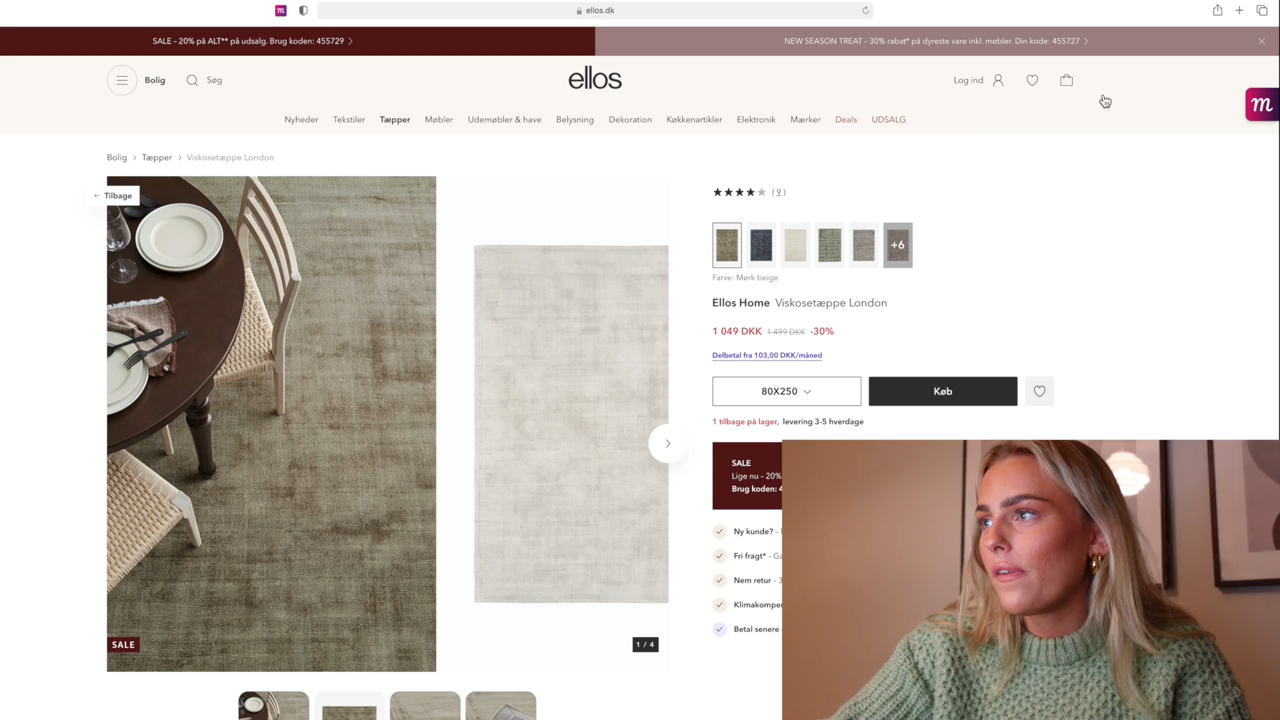 m
ellos.dk
SALE – 20% på ALT** på udsalg. Brug koden: 455729
NEW SEASON TREAT – 30% rabat* på dyreste vare inkl. møbler. Din kode: 455727
Bolig
Søg
ellos
Log ind
m
Nyheder Tekstiler Tæpper Møbler Udemøbler & have Belysning Dekoration Køkkenartikler Elektronik Mærker Deals UDSALG
Bolig > Tæpper > Viskosetæppe London
← Tilbage
(9)
+6
Farve: Mørk beige
Ellos Home Viskosetæppe London
1 049 DKK 1 499 DKK -30%
Delbetal fra 103,00 DKK/måned
80X250
Køb
1 tilbage på lager, levering 3-5 hverdage
SALE
Lige nu – 20%
Brug koden: 4
Ny kunde? –
Fri fragt* – Ga
Nem retur – 3
Klimakomper
Betal senere
SALE
1 / 4